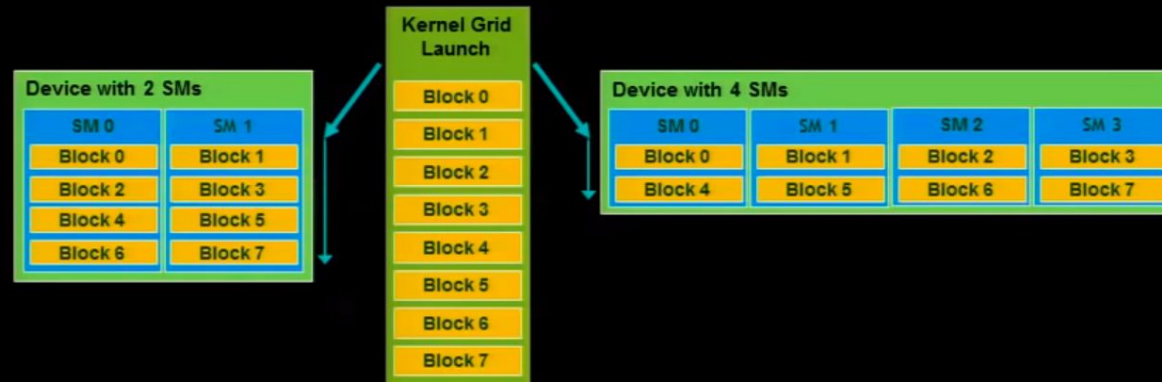 Kernel Grid
Launch
Block 0
Block 1
Block 2
Block 3
Block 4
Block 5
Block 6
Block 7
Device with 2 SMs
SM 0
SM 1
Block 0
Block 1
Block 2
Block 3
Block 4
Block 5
Block 6
Block 7
Device with 4 SMs
SM 0
SM 1
SM 2
SM 3
Block 0
Block 1
Block 2
Block 3
Block 4
Block 5
Block 6
Block 7